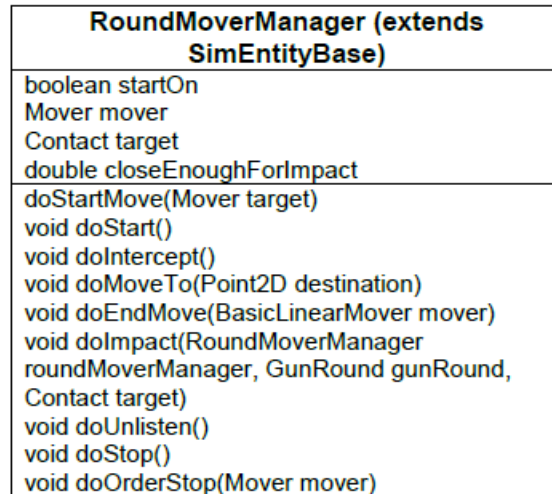 RoundMoverManager (extends
SimEntityBase)
boolean startOn
Mover mover
Contact target
double closeEnoughForImpact
doStartMove(Mover target)
void doStart()
void doIntercept()
void doMoveTo(Point2D destination)
void doEndMove(BasicLinearMover mover)
void doImpact(RoundMoverManager
roundMoverManager, GunRound gunRound,
Contact target)
void doUnlisten()
void doStop()
void doOrderStop(Mover mover)